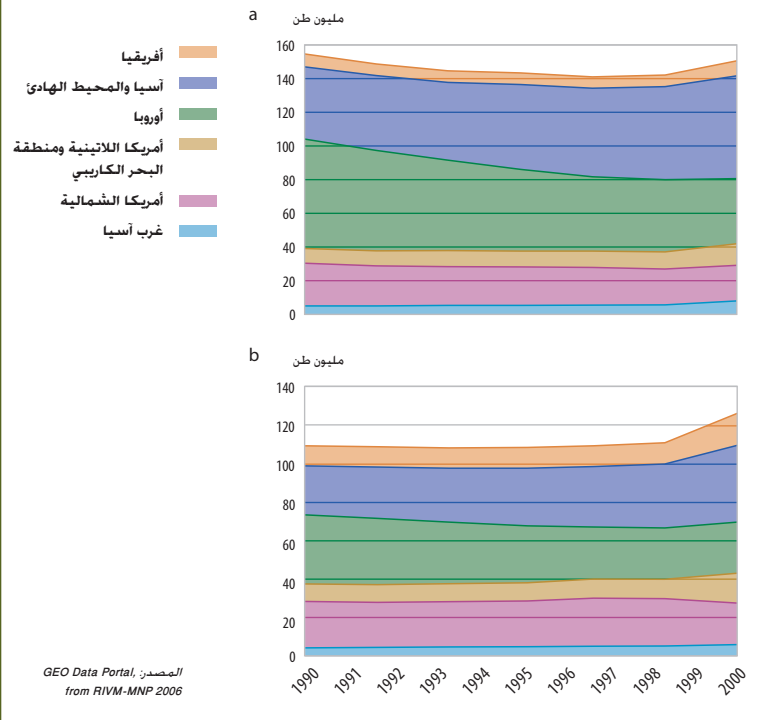 a
مليون طن
160
140
120
100
80
60
40
20
0
أفريقيا
آسيا والمحيط الهادئ
أوروبا
أمريكا اللاتينية ومنطقة
البحر الكاريبي
أمريكا الشمالية
غرب آسيا
b
مليون طن
140
120
100
80
60
40
20
0
1990 1991 1992 1993 1994 1995 1996 1997 1998 1999 2000
المصدر: GEO Data Portal,
from RIVM-MNP 2006